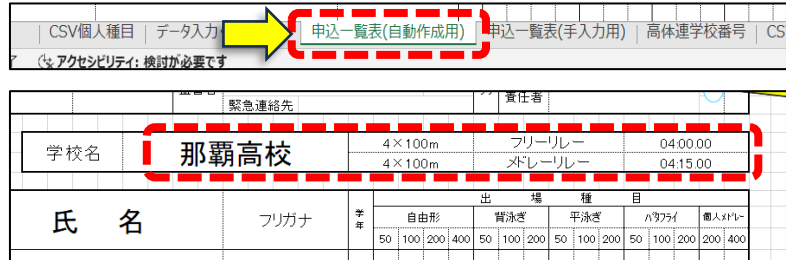 CSV個人種目 データ入力 申込一覧表(自動作成用) 申込一覧表(手入力用) 高体連学校番号 CS
アクセシビリティ: 検討が必要です
緊急連絡先 責任者
学校名 那覇高校 4×100m フリーリレー 04:00.00
4×100m メドレーリレー 04:15.00
出場種目
氏名 フリガナ 学年 自由形 背泳ぎ 平泳ぎ バタフライ 個人メドレー
50 100 200 400 50 100 200 50 100 200 50 100 200 200 400